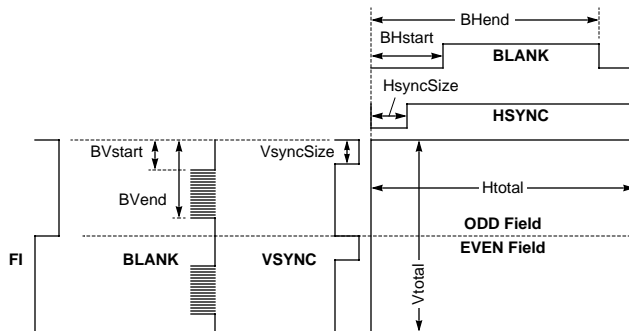 BHend
BHstart
BLANK
HsyncSize
HSYNC
BVstart
VsyncSize
BVend
Htotal
ODD Field
EVEN Field
FI
BLANK
VSYNC
Vtotal